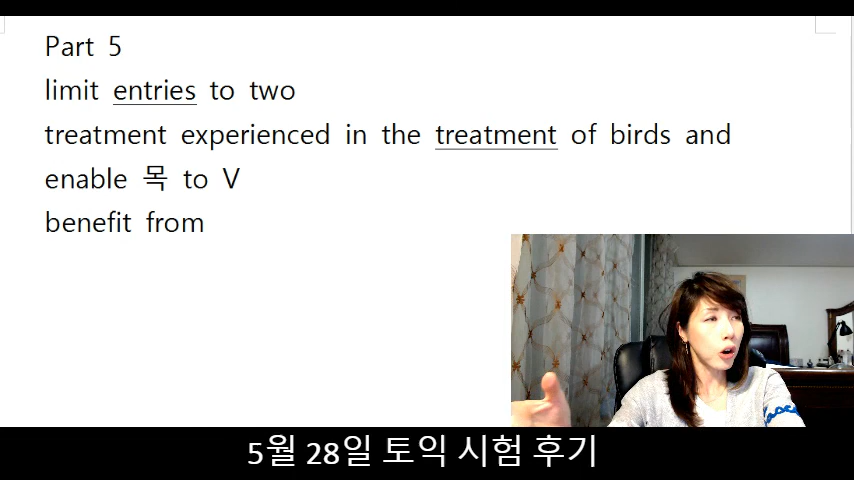 Part 5
limit entries to two
treatment experienced in the treatment of birds and
enable 목 to V
benefit from
5월 28일 토익 시험 후기